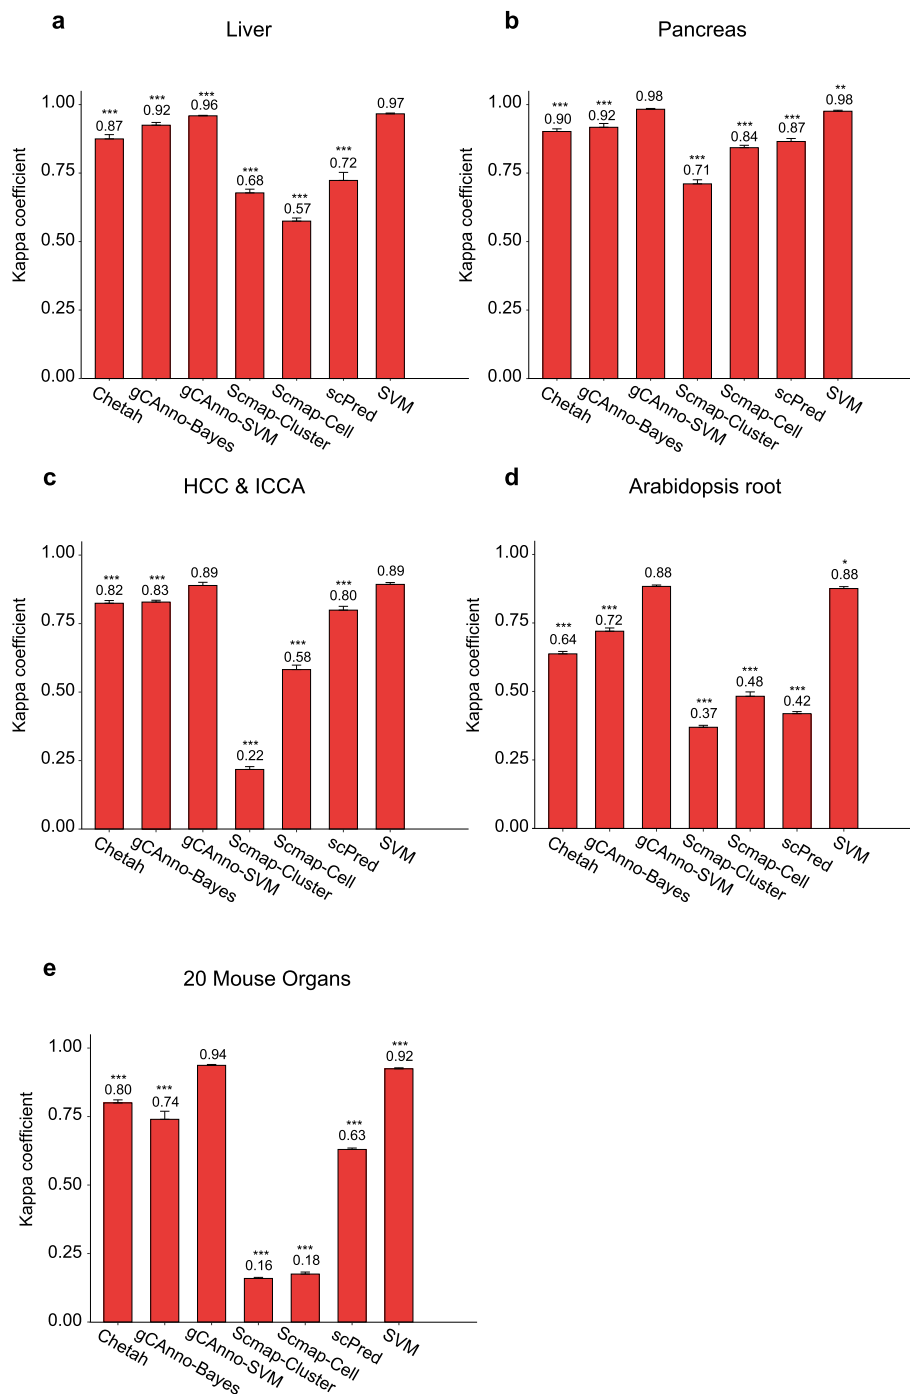 a
Liver
Kappa coefficient
1.00
0.75
0.50
0.25
0.00
***
0.87
***
0.92
***
0.96
***
0.68
***
0.57
***
0.72
0.97
Chetah
gCAnno-Bayes
gCAnno-SVM
Scmap-Cluster
Scmap-Cell
scPred
SVM
b
Pancreas
Kappa coefficient
1.00
0.75
0.50
0.25
0.00
***
0.90
***
0.92
0.98
***
0.71
***
0.84
***
0.87
**
0.98
Chetah
gCAnno-Bayes
gCAnno-SVM
Scmap-Cluster
Scmap-Cell
scPred
SVM
c
HCC & ICCA
Kappa coefficient
1.00
0.75
0.50
0.25
0.00
***
0.82
***
0.83
0.89
***
0.22
***
0.58
***
0.80
0.89
Chetah
gCAnno-Bayes
gCAnno-SVM
Scmap-Cluster
Scmap-Cell
scPred
SVM
d
Arabidopsis root
Kappa coefficient
1.00
0.75
0.50
0.25
0.00
***
0.64
***
0.72
0.88
***
0.37
***
0.48
***
0.42
*
0.88
Chetah
gCAnno-Bayes
gCAnno-SVM
Scmap-Cluster
Scmap-Cell
scPred
SVM
e
20 Mouse Organs
Kappa coefficient
1.00
0.75
0.50
0.25
0.00
***
0.80
***
0.74
0.94
***
0.16
***
0.18
***
0.63
***
0.92
Chetah
gCAnno-Bayes
gCAnno-SVM
Scmap-Cluster
Scmap-Cell
scPred
SVM